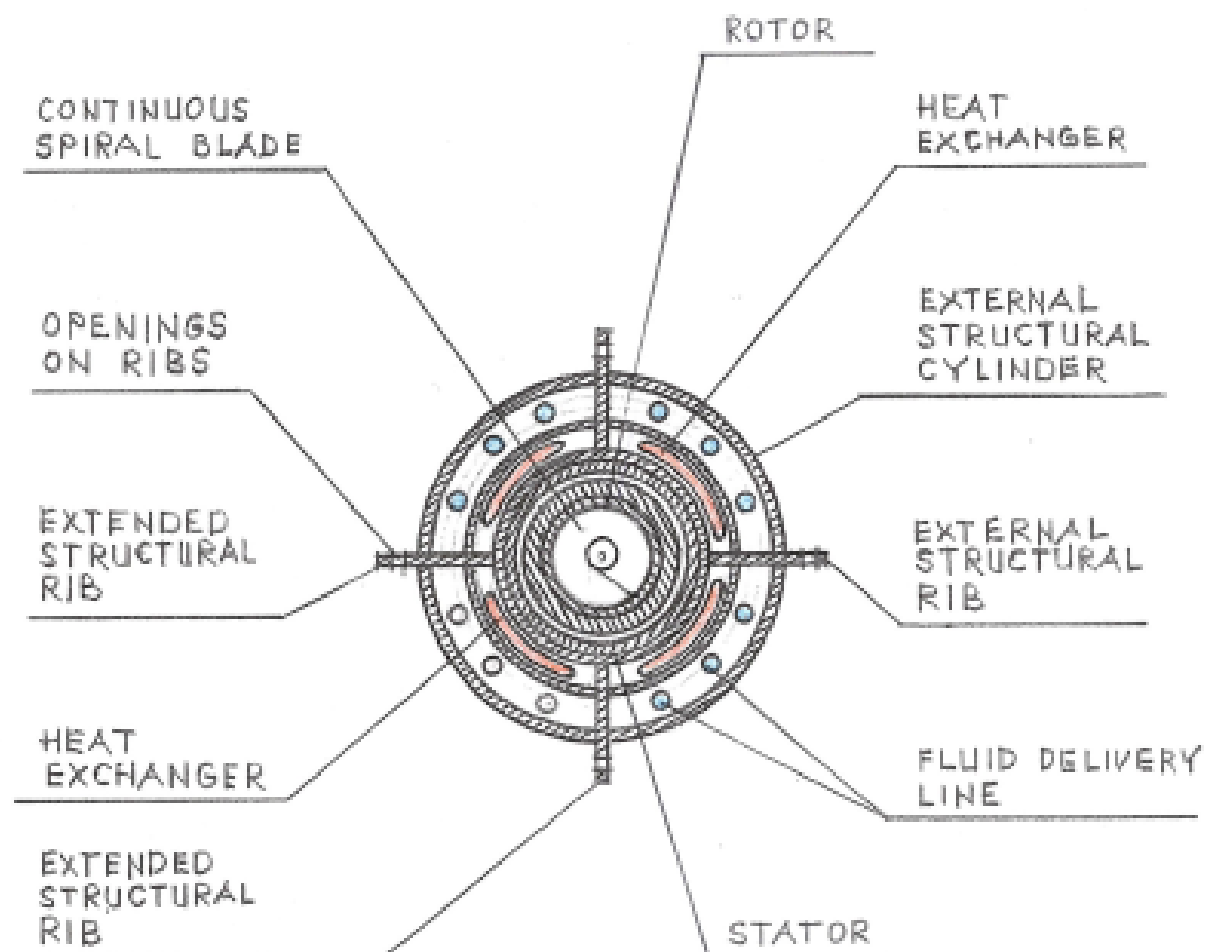 ROTOR
CONTINUOUS
SPIRAL BLADE
HEAT
EXCHANGER
OPENINGS
ON RIBS
EXTERNAL
STRUCTURAL
CYLINDER
EXTENDED
STRUCTURAL
RIB
EXTERNAL
STRUCTURAL
RIB
HEAT
EXCHANGER
FLUID DELIVERY
LINE
EXTENDED
STRUCTURAL
RIB
STATOR